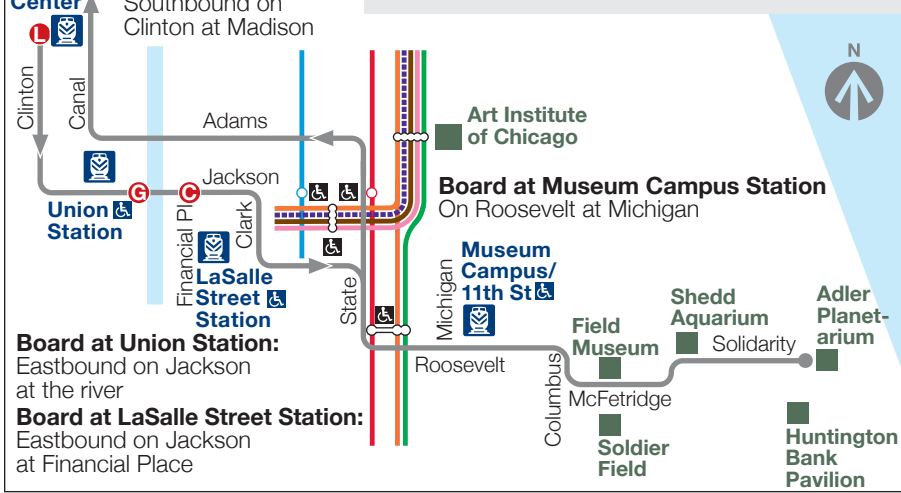 Center
Southbound on
Clinton at Madison
L
Clinton
Canal
Adams
N
Art Institute
of Chicago
Jackson
G
C
Union
Station
Financial Pl
Clark
Board at Museum Campus Station
On Roosevelt at Michigan
LaSalle
Street
Station
State
Michigan
Museum
Campus/
11th St
Shedd
Aquarium
Adler
Planet-
arium
Field
Museum
Solidarity
Board at Union Station:
Eastbound on Jackson
at the river
Roosevelt
Columbus
McFetridge
Board at LaSalle Street Station:
Eastbound on Jackson
at Financial Place
Soldier
Field
Huntington
Bank
Pavilion